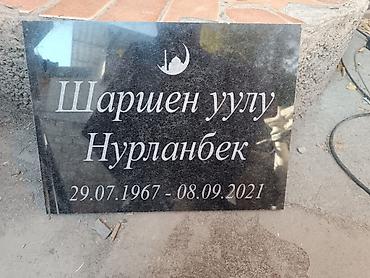 Шаршен уулу
Нурланбек
29.07.1967 - 08.09.2021